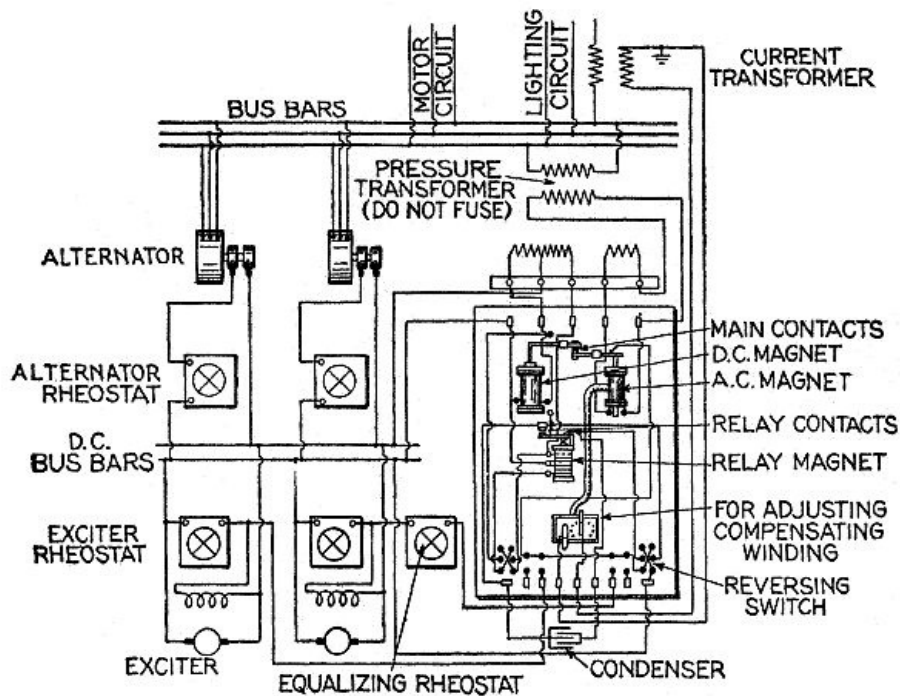 MOTOR
CIRCUIT
LIGHTING
CIRCUIT
CURRENT
TRANSFORMER
BUS BARS
PRESSURE
TRANSFORMER
(DO NOT FUSE)
ALTERNATOR
MAIN CONTACTS
D.C. MAGNET
A.C. MAGNET
ALTERNATOR
RHEOSTAT
RELAY CONTACTS
D.C.
BUS BARS
RELAY MAGNET
FOR ADJUSTING
COMPENSATING
WINDING
EXCITER
RHEOSTAT
REVERSING
SWITCH
EXCITER
EQUALIZING RHEOSTAT
CONDENSER